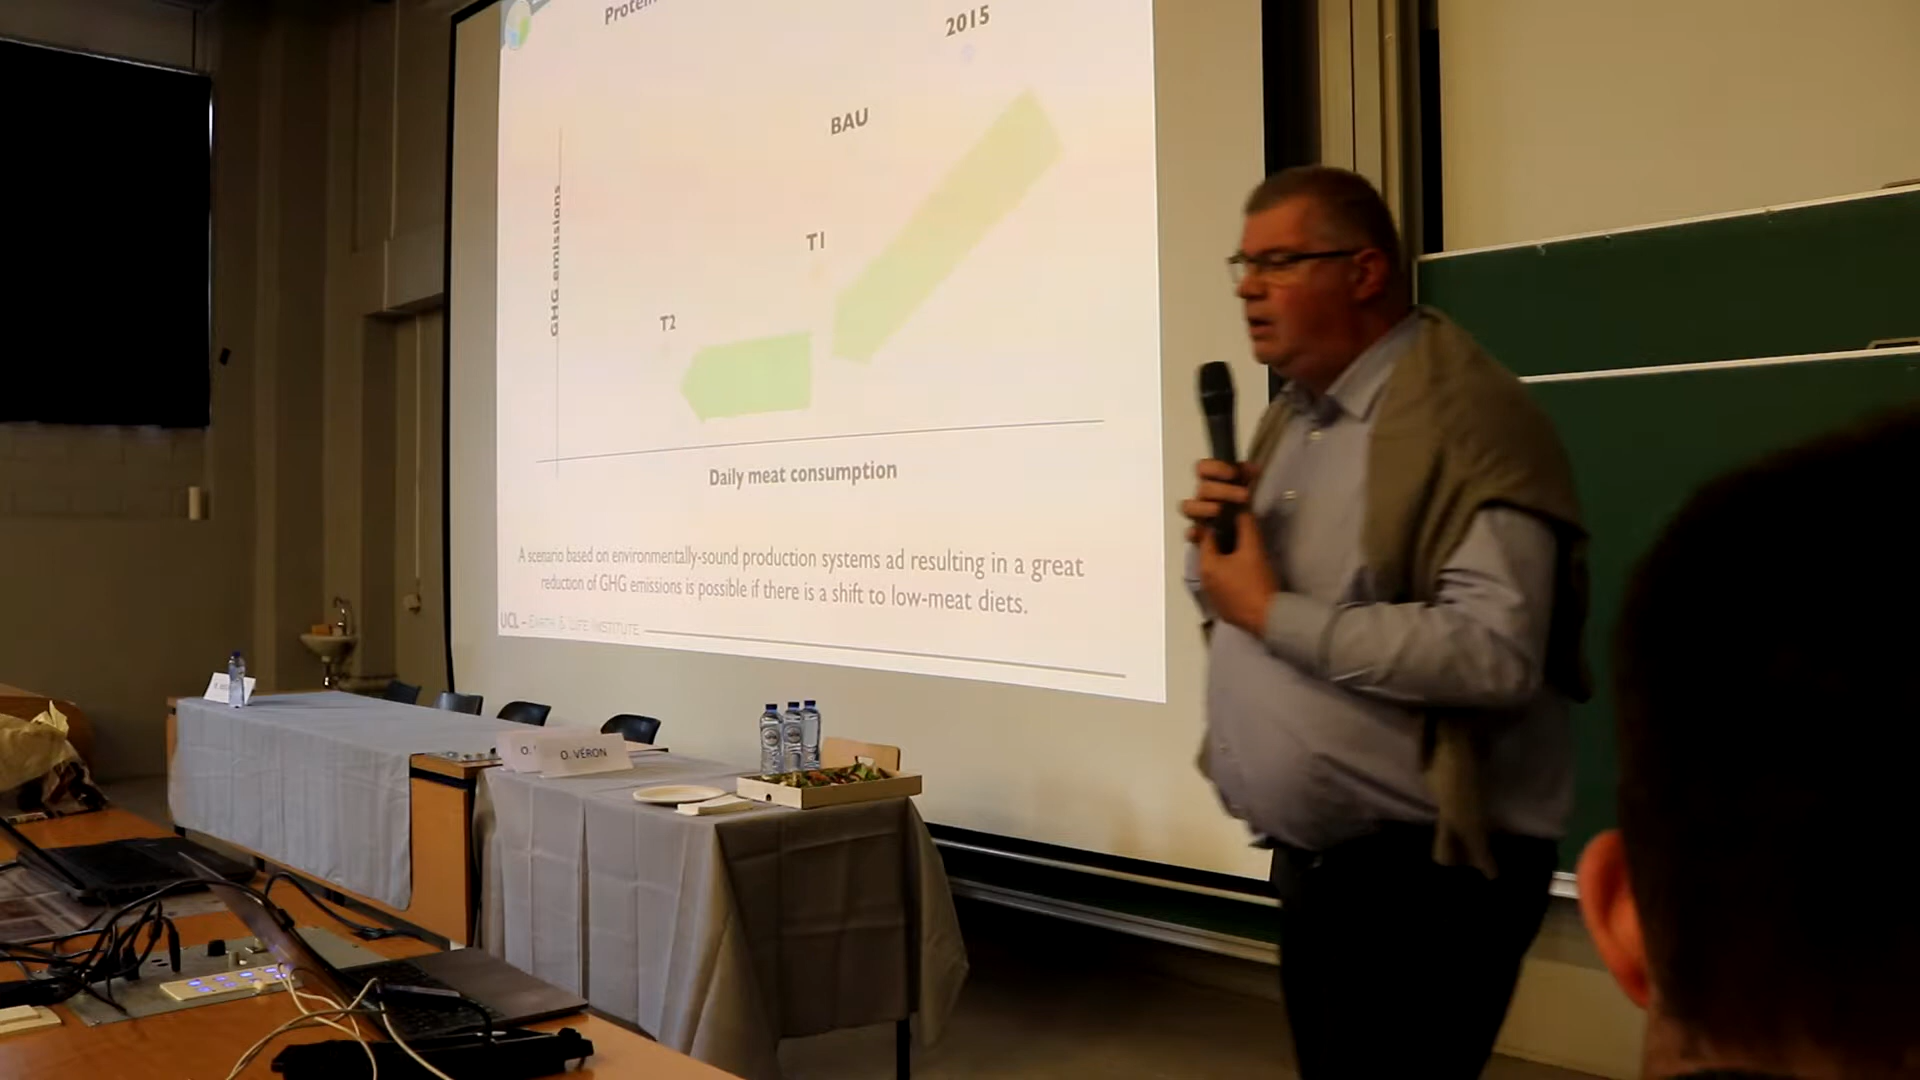 2015
BAU
T1
T2
GHG emissions
Daily meat consumption
A scenario based on environmentally-sound production systems ad resulting in a great
reduction of GHG emissions is possible if there is a shift to low-meat diets.
UCL – EARTH & LIFE INSTITUTE
O. VÉRON